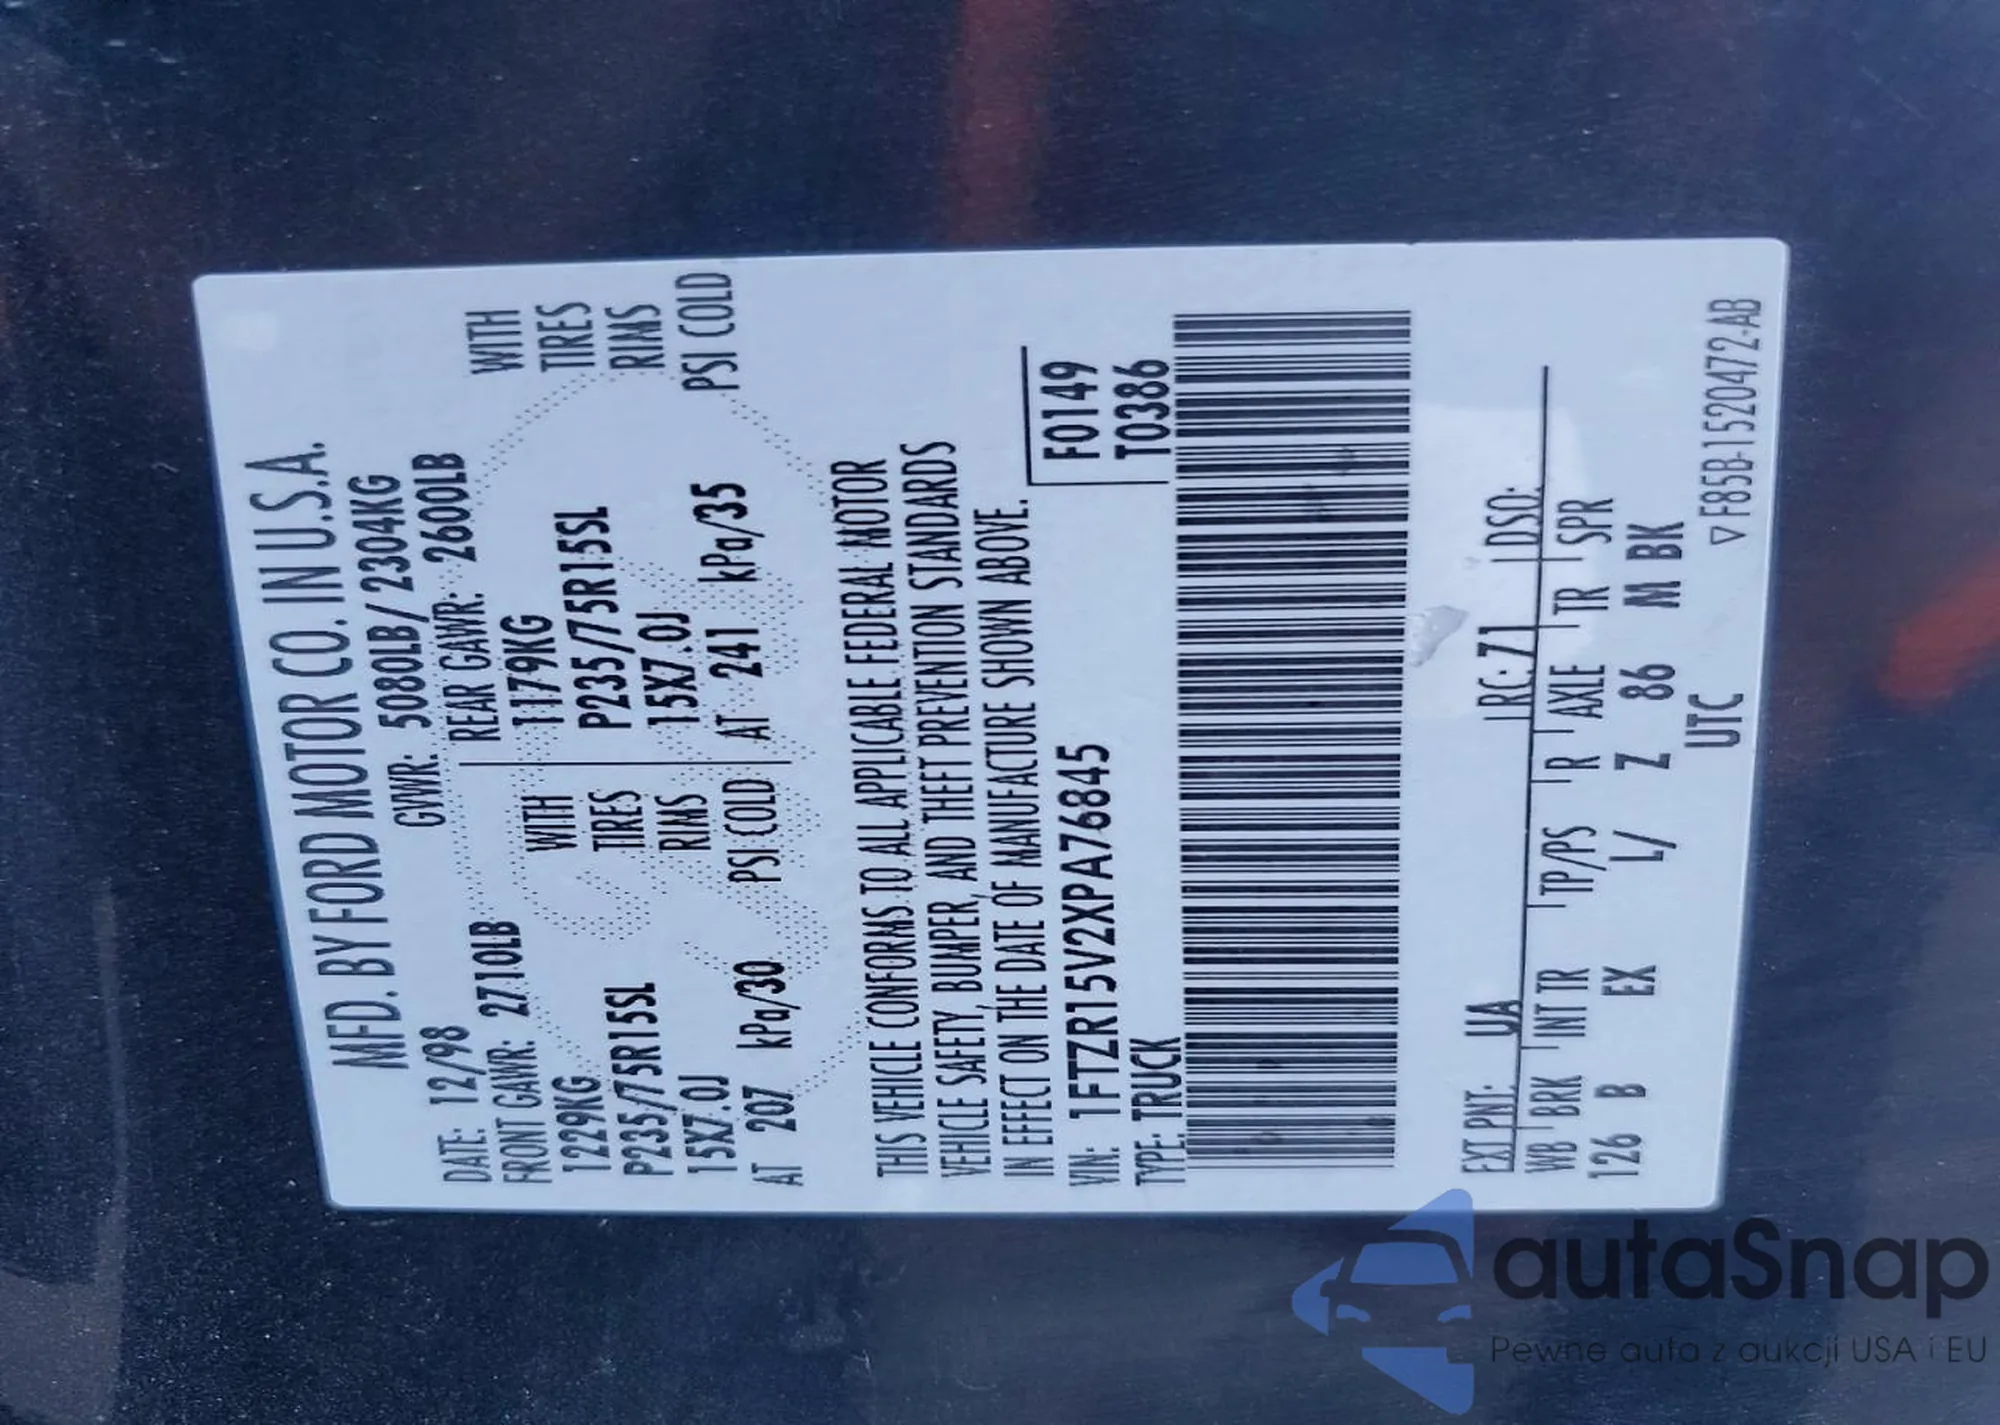 MFD. BY FORD MOTOR CO. IN U.S.A.
DATE: 12/98 GVWR: 5080LB / 2304KG
FRONT GAWR: 2710LB REAR GAWR: 2600LB
1229KG WITH 1179KG WITH
P235/75R15SL TIRES P235/75R15SL TIRES
15X7.0J RIMS 15X7.0J RIMS
AT 207 kPa/30 PSI COLD AT 241 kPa/35 PSI COLD
THIS VEHICLE CONFORMS TO ALL APPLICABLE FEDERAL MOTOR
VEHICLE SAFETY, BUMPER, AND THEFT PREVENTION STANDARDS
IN EFFECT ON THE DATE OF MANUFACTURE SHOWN ABOVE.
VIN: 1FTZR15V2XPA76845 F0149
TYPE: TRUCK T0386
EXT PNT: UA RC: 71 DSO:
WB BRK INT TR TP/PS R AXLE TR SPR
126 B EX L/ Z 86 M BK
UTC
▽ F85B-1520472-AB
autaSnap
Pewne auta z aukcji USA i EU